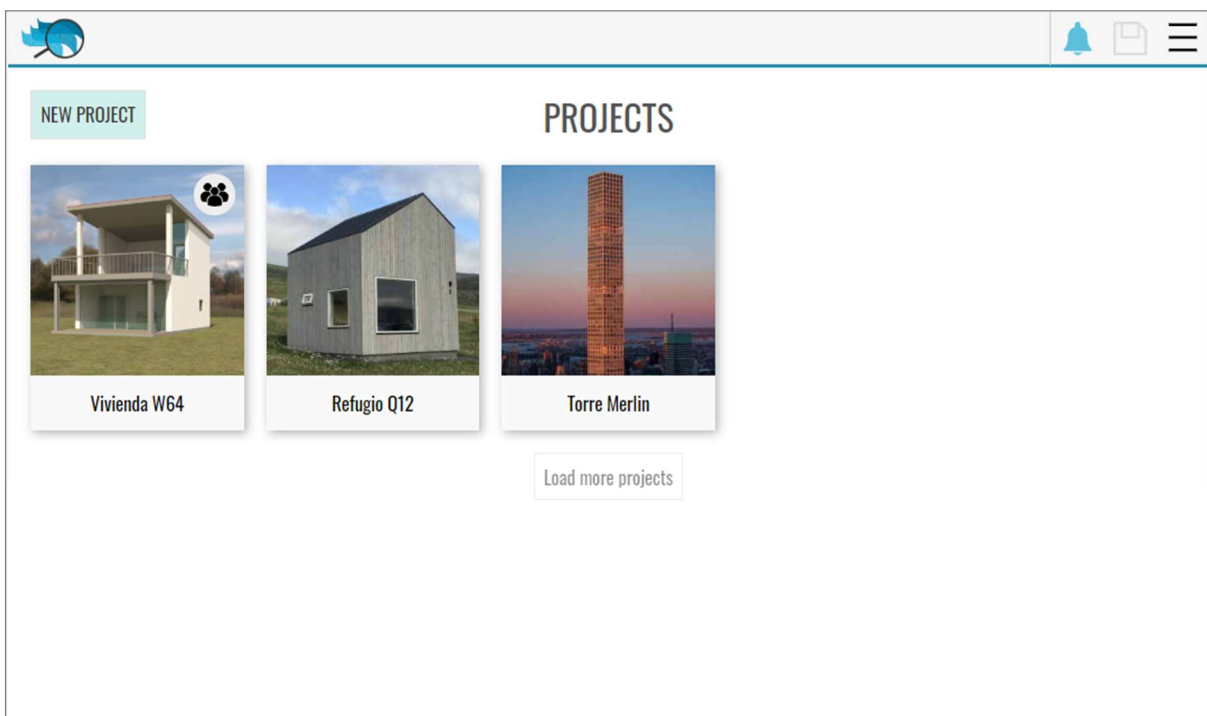 NEW PROJECT
PROJECTS
Vivienda W64
Refugio Q12
Torre Merlin
Load more projects